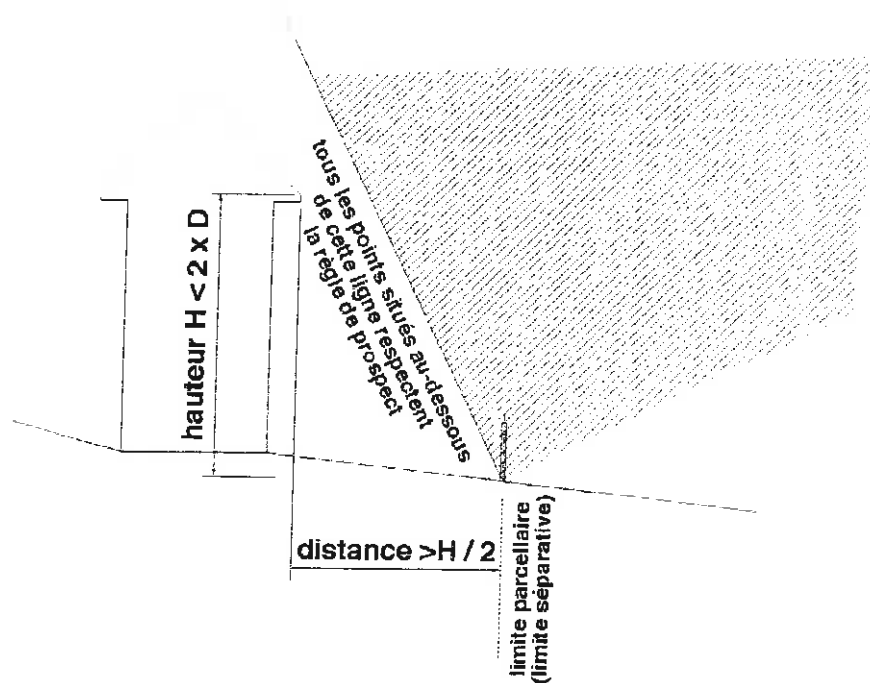 tous les points situés au-dessous
de cette ligne respectent
la règle de prospect
hauteur H < 2 x D
distance >H / 2
limite parcellaire
(limite séparative)